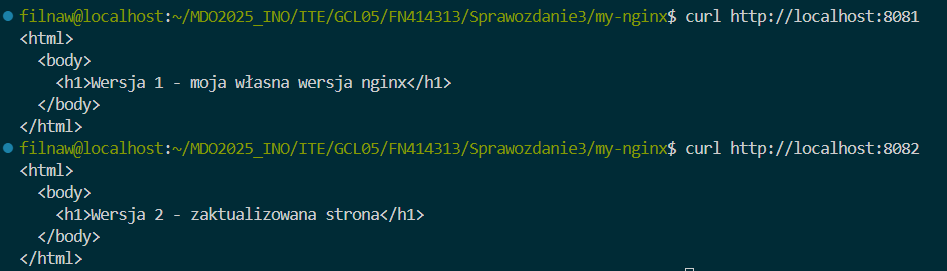 filnaw@localhost:~/MDO2025_INO/ITE/GCL05/FN414313/Sprawozdanie3/my-nginx$ curl http://localhost:8081
<html>
  <body>
    <h1>Wersja 1 - moja własna wersja nginx</h1>
  </body>
</html>
filnaw@localhost:~/MDO2025_INO/ITE/GCL05/FN414313/Sprawozdanie3/my-nginx$ curl http://localhost:8082
<html>
  <body>
    <h1>Wersja 2 - zaktualizowana strona</h1>
  </body>
</html>